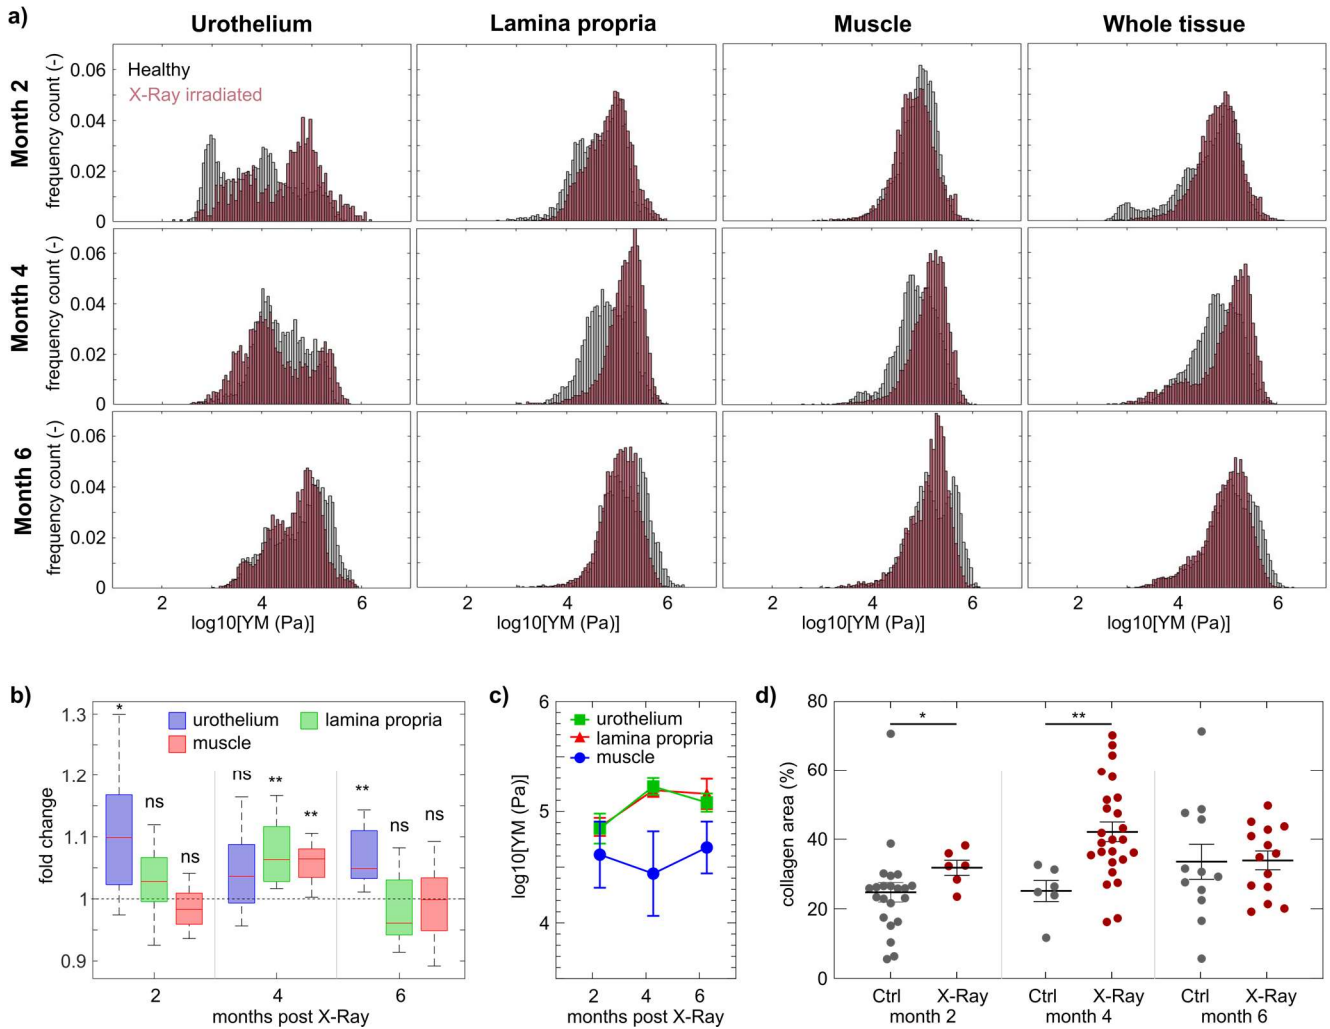 a)
Urothelium
Lamina propria
Muscle
Whole tissue
Month 2
frequency count (-)
0.06
0.04
0.02
0
Healthy
X-Ray irradiated
Month 4
frequency count (-)
0.06
0.04
0.02
0
Month 6
frequency count (-)
0.06
0.04
0.02
0
2 4 6
2 4 6
2 4 6
2 4 6
log10[YM (Pa)]
log10[YM (Pa)]
log10[YM (Pa)]
log10[YM (Pa)]
b)
fold change
1.3
1.2
1.1
1
0.9
urothelium
lamina propria
muscle
*
ns
ns
ns
**
**
**
ns
ns
2 4 6
months post X-Ray
c)
log10[YM (Pa)]
6
5
4
urothelium
lamina propria
muscle
2 4 6
months post X-Ray
d)
collagen area (%)
80
60
40
20
0
*
**
Ctrl X-Ray
month 2
Ctrl X-Ray
month 4
Ctrl X-Ray
month 6